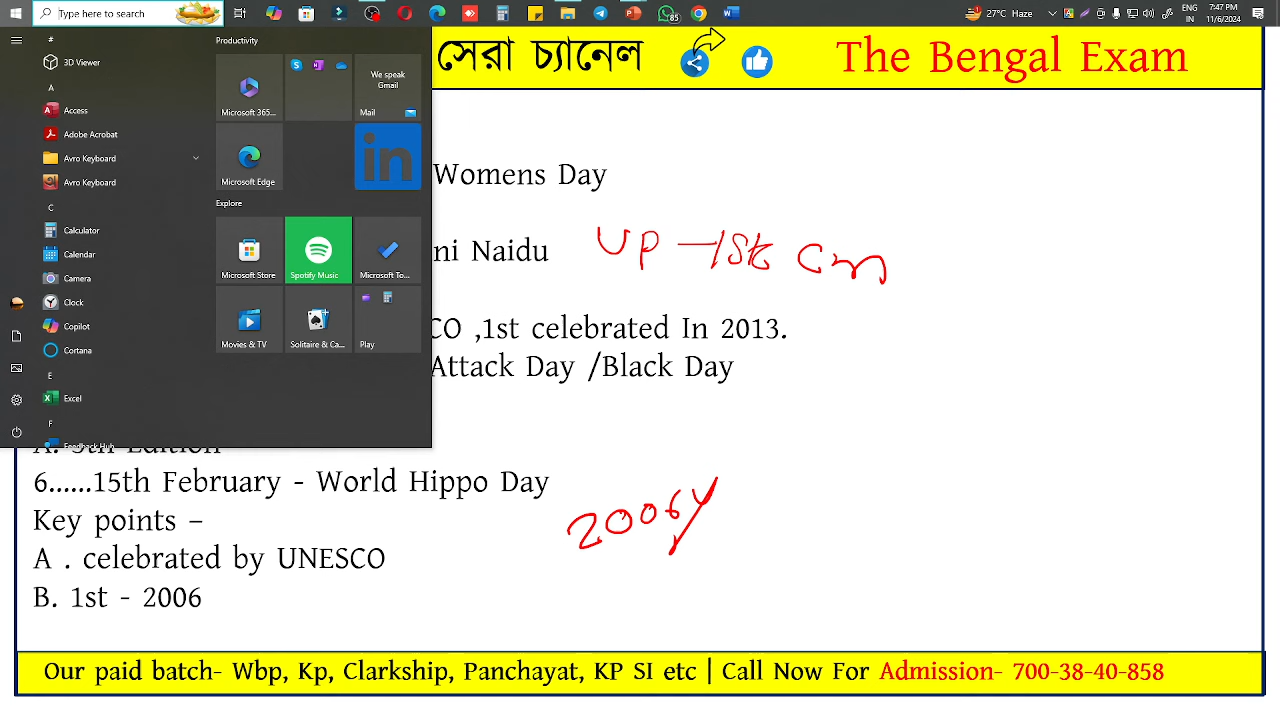 Type here to search
85
27°C Haze
ENG
IN
7:47 PM
11/6/2024
#
3D Viewer
A
Access
Adobe Acrobat
Avro Keyboard
Avro Keyboard
C
Calculator
Calendar
Camera
Clock
Copilot
Cortana
E
Excel
F
Feedback Hub
Productivity
Microsoft 365...
We speak
Gmail
Mail
Microsoft Edge
in
Explore
Microsoft Store
Spotify Music
Microsoft To...
Movies & TV
Solitaire & Ca...
Play
সেরা চ্যানেল
The Bengal Exam
Womens Day
ni Naidu
UP - 1st Cm
CO ,1st celebrated In 2013.
Attack Day /Black Day
6......15th February - World Hippo Day
Key points –
2006
A . celebrated by UNESCO
B. 1st - 2006
Our paid batch- Wbp, Kp, Clarkship, Panchayat, KP SI etc | Call Now For Admission- 700-38-40-858